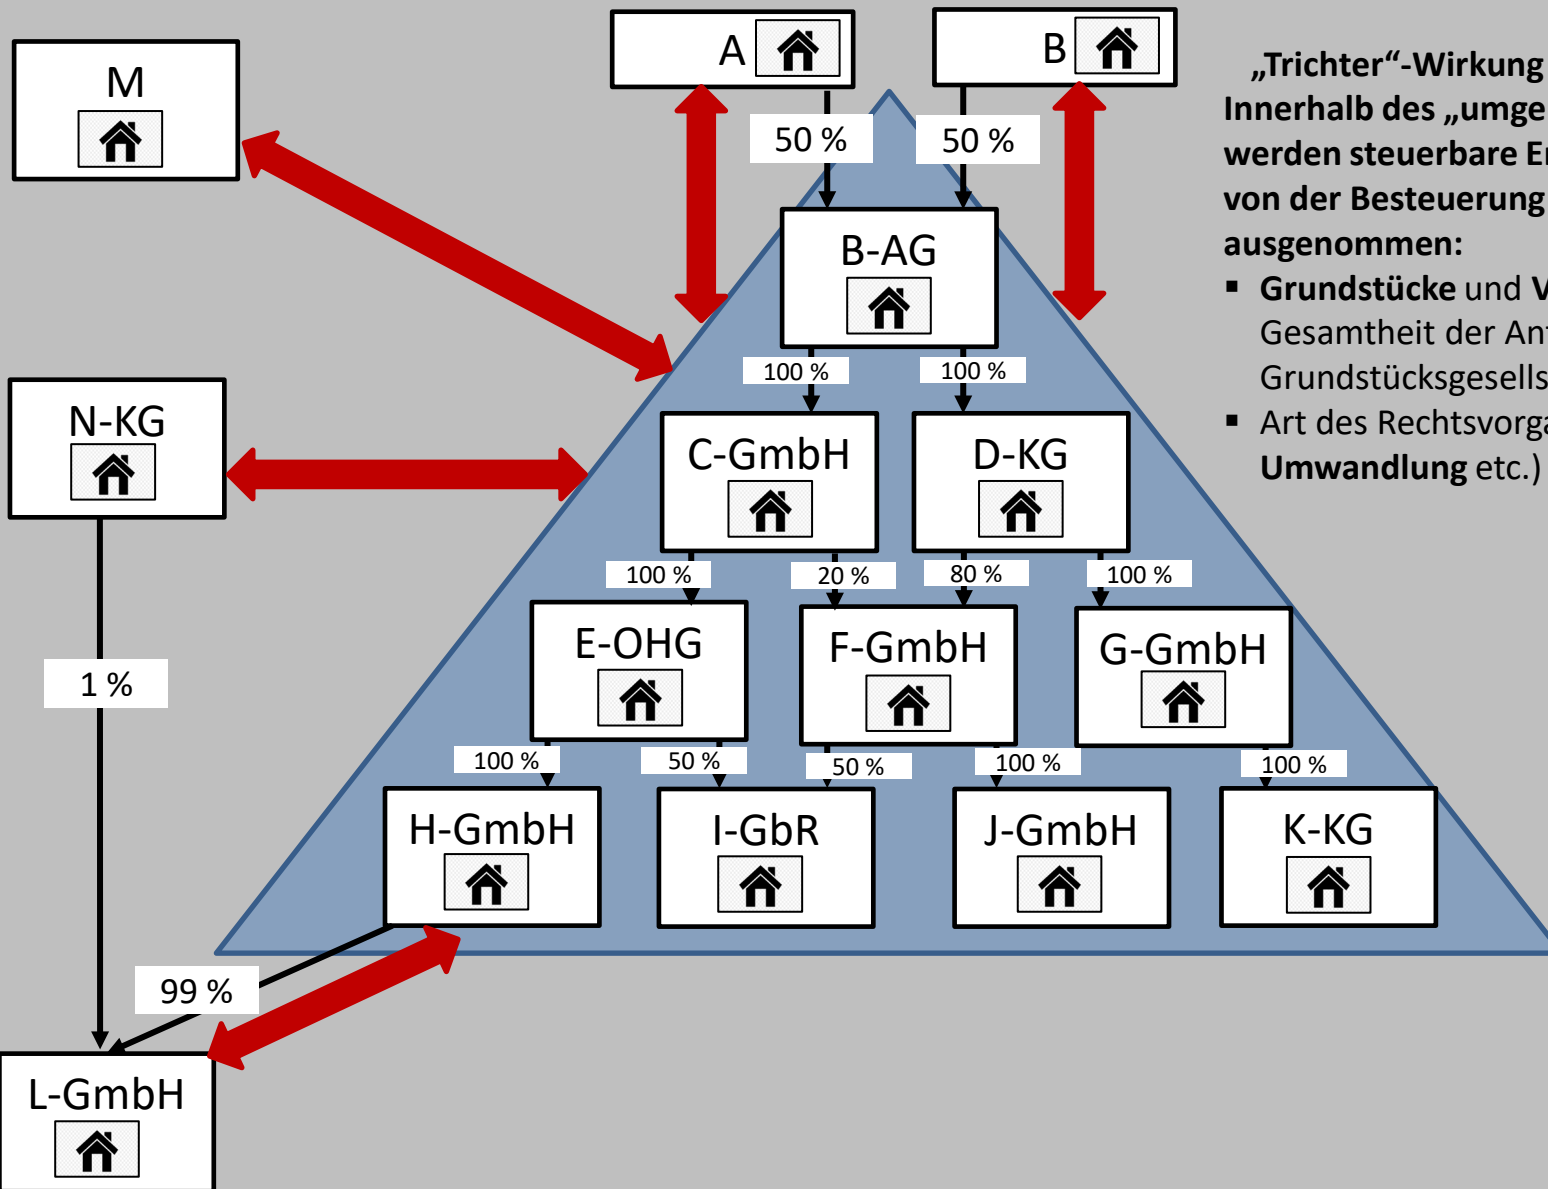 A
B
M
„Trichter“-Wirkung
Innerhalb des „umge
werden steuerbare Er
von der Besteuerung
ausgenommen:
▪ Grundstücke und V
Gesamtheit der Ant
Grundstücksgesells
▪ Art des Rechtsvorga
Umwandlung etc.)
50 %
50 %
B-AG
100 %
100 %
N-KG
C-GmbH
D-KG
100 %
20 %
80 %
100 %
E-OHG
F-GmbH
G-GmbH
1 %
100 %
50 %
50 %
100 %
100 %
H-GmbH
I-GbR
J-GmbH
K-KG
99 %
L-GmbH